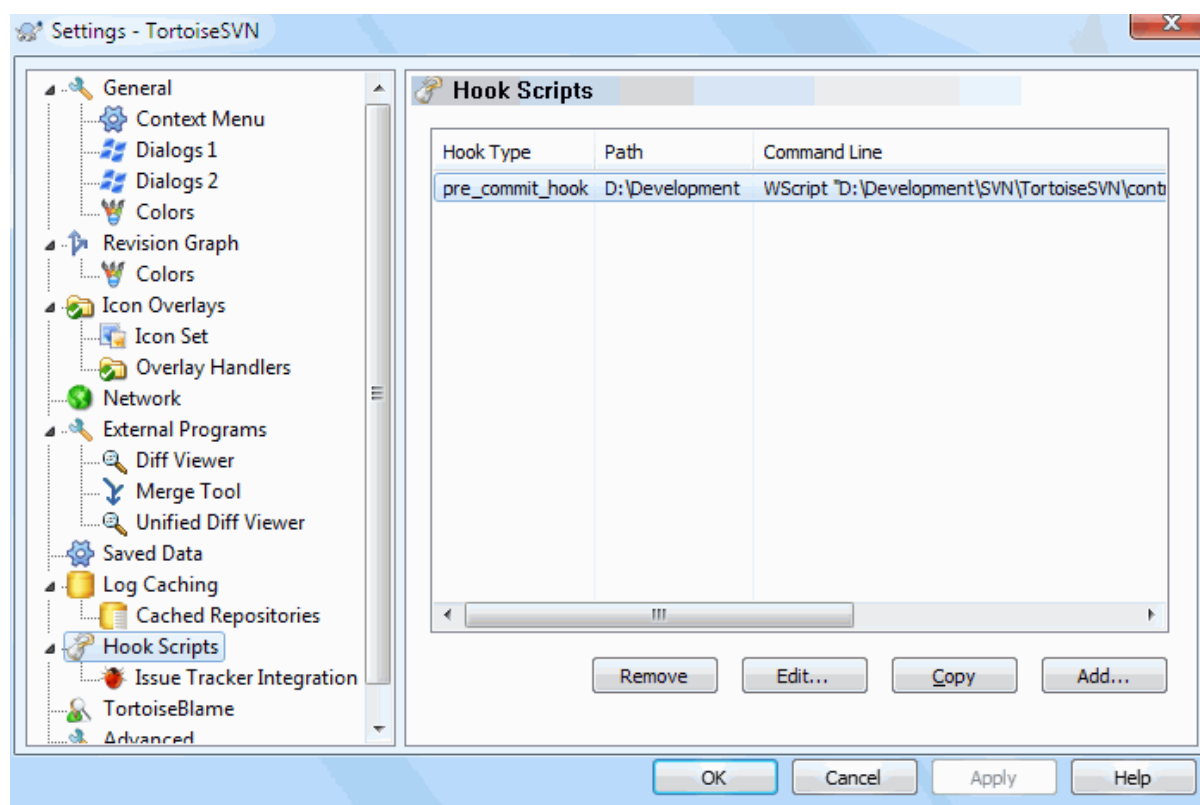 Settings - TortoiseSVN
General
Context Menu
Dialogs 1
Dialogs 2
Colors
Revision Graph
Colors
Icon Overlays
Icon Set
Overlay Handlers
Network
External Programs
Diff Viewer
Merge Tool
Unified Diff Viewer
Saved Data
Log Caching
Cached Repositories
Hook Scripts
Issue Tracker Integration
TortoiseBlame
Advanced
Hook Scripts
Hook Type Path Command Line
pre_commit_hook D:\Development WScript "D:\Development\SVN\TortoiseSVN\cont
Remove Edit... Copy Add...
OK Cancel Apply Help